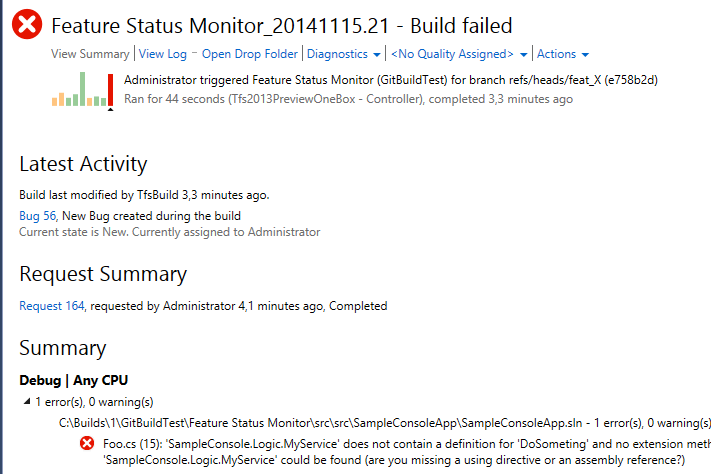 Feature Status Monitor_20141115.21 - Build failed
View Summary | View Log - Open Drop Folder | Diagnostics | <No Quality Assigned> | Actions
Administrator triggered Feature Status Monitor (GitBuildTest) for branch refs/heads/feat_X (e758b2d)
Ran for 44 seconds (Tfs2013PreviewOneBox - Controller), completed 3,3 minutes ago
Latest Activity
Build last modified by TfsBuild 3,3 minutes ago.
Bug 56, New Bug created during the build
Current state is New. Currently assigned to Administrator
Request Summary
Request 164, requested by Administrator 4,1 minutes ago, Completed
Summary
Debug | Any CPU
1 error(s), 0 warning(s)
C:\Builds\1\GitBuildTest\Feature Status Monitor\src\src\SampleConsoleApp\SampleConsoleApp.sln - 1 error(s), 0 warning(s)
Foo.cs (15): 'SampleConsole.Logic.MyService' does not contain a definition for 'DoSometing' and no extension met
'SampleConsole.Logic.MyService' could be found (are you missing a using directive or an assembly reference?)